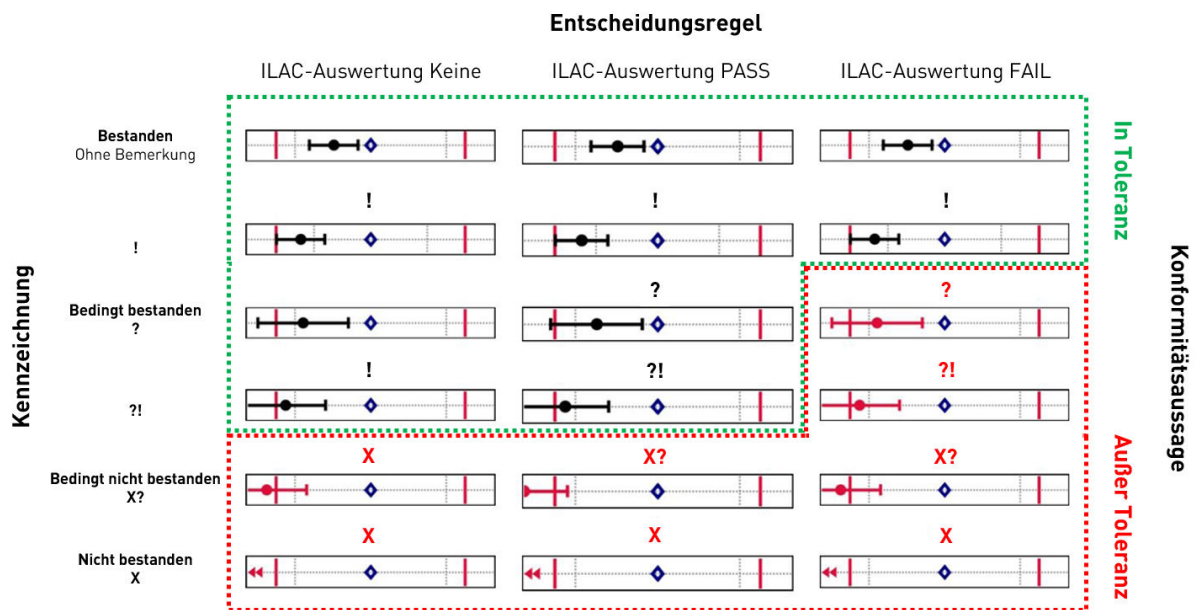 Entscheidungsregel
ILAC-Auswertung Keine
ILAC-Auswertung PASS
ILAC-Auswertung FAIL
Kennzeichnung
Konformitätsaussage
In Toleranz
Außer Toleranz
Bestanden
Ohne Bemerkung
!
! ! !
Bedingt bestanden
?
? ?
?!
! ?! ?!
Bedingt nicht bestanden
X?
X X? X?
Nicht bestanden
X
X X X